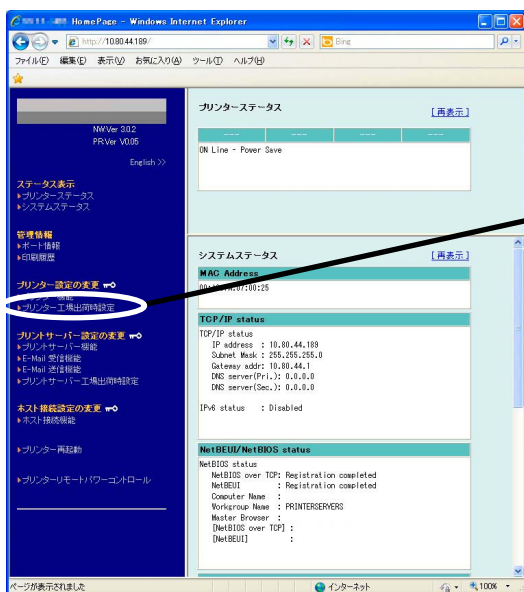 HomePage - Windows Internet Explorer
http://10.80.44.189/
Bing
ファイル(F) 編集(E) 表示(V) お気に入り(A) ツール(T) ヘルプ(H)
NW.Ver 3.0.2
PR.Ver V0.05
English >>
ステータス表示
プリンターステータス
システムステータス
管理情報
ポート情報
印刷履歴
プリンター設定の変更
プリンター工場出荷時設定
プリントサーバー設定の変更
プリントサーバー機能
E-Mail 受信機能
E-Mail 送信機能
プリントサーバー工場出荷時設定
ホスト接続設定の変更
ホスト接続機能
プリンター再起動
プリンターリモートパワーコントロール
プリンターステータス
[再表示]
--- --- --- ---
ON Line - Power Save
システムステータス
[再表示]
MAC Address
:07:00:25
TCP/IP status
TCP/IP status
IP address : 10.80.44.189
Subnet Mask : 255.255.255.0
Gateway addr: 10.80.44.1
DNS server(Pri.): 0.0.0.0
DNS server(Sec.): 0.0.0.0
IPv6 status : Disabled
NetBEUI/NetBIOS status
NetBIOS status
NetBIOS over TCP: Registration completed
NetBEUI : Registration completed
Computer Name :
Workgroup Name : PRINTERSERVERS
Master Browser :
[NetBIOS over TCP] :
[NetBEUI] :
ページが表示されました
インターネット
100%